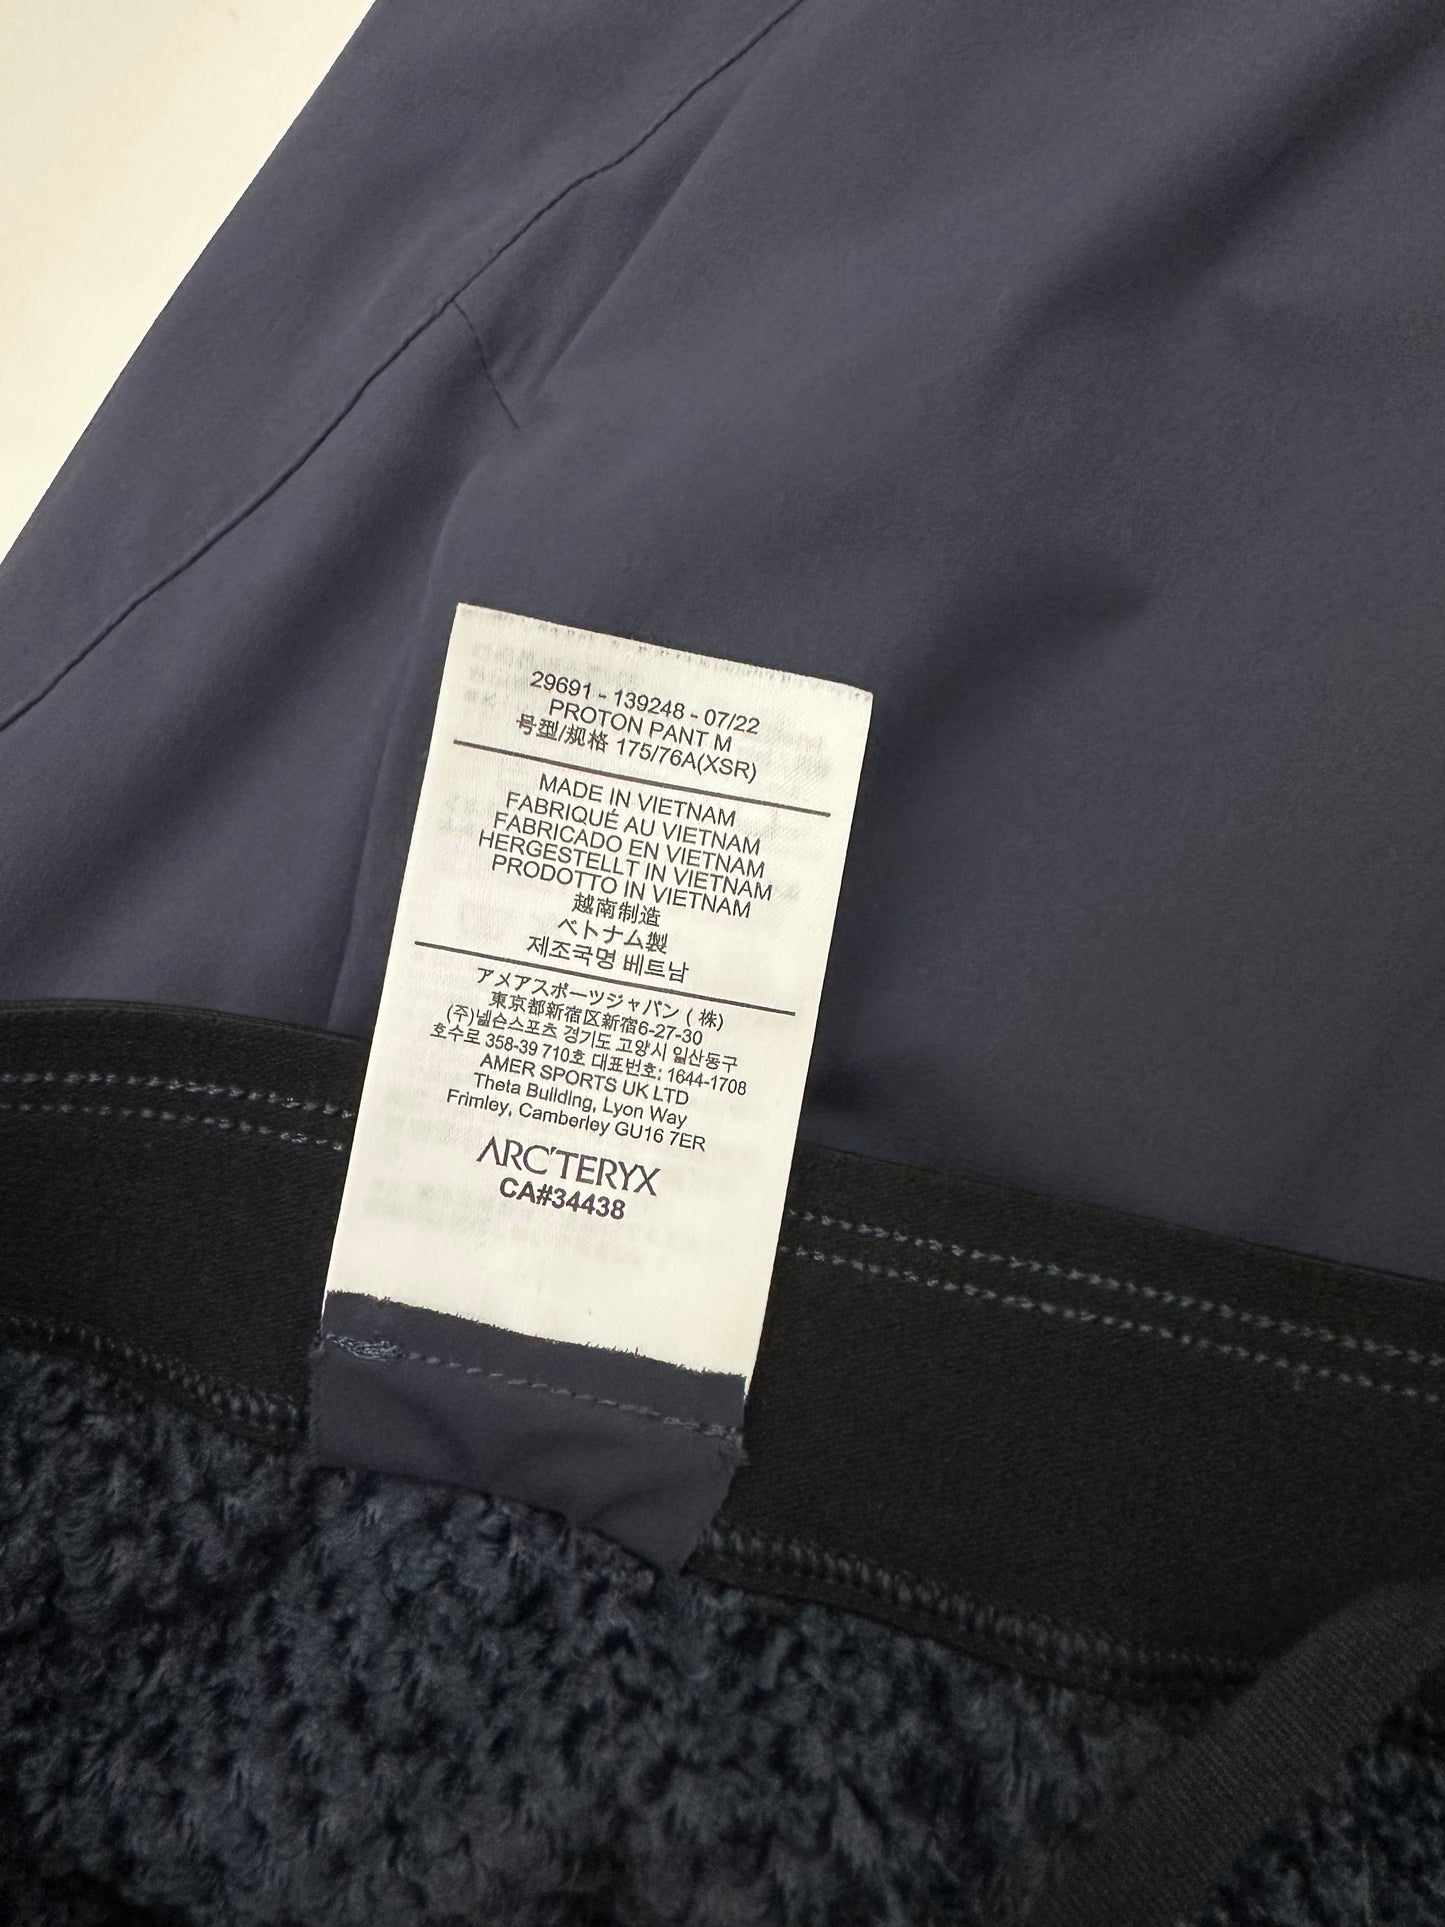 29691 - 139248 - 07/22
PROTON PANT M
号型/规格 175/76A(XSR)
MADE IN VIETNAM
FABRIQUÉ AU VIETNAM
FABRICADO EN VIETNAM
HERGESTELLT IN VIETNAM
PRODOTTO IN VIETNAM
越南制造
ベトナム製
제조국명 베트남
アメアスポーツジャパン (株)
東京都新宿区新宿6-27-30
(주)넬슨스포츠 경기도 고양시 일산동구
호수로 358-39 710호 대표번호: 1644-1708
AMER SPORTS UK LTD
Theta Building, Lyon Way
Frimley, Camberley GU16 7ER
ARC'TERYX
CA#34438